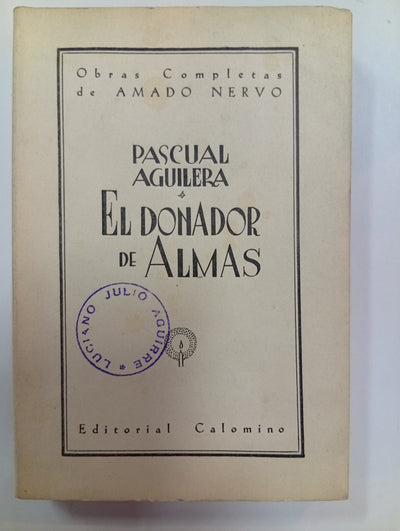 Obras Completas
de AMADO NERVO
PASCUAL
AGUILERA
EL DONADOR
DE ALMAS
LUCIANO JULIO AGUIRRE *
Editorial Calomino